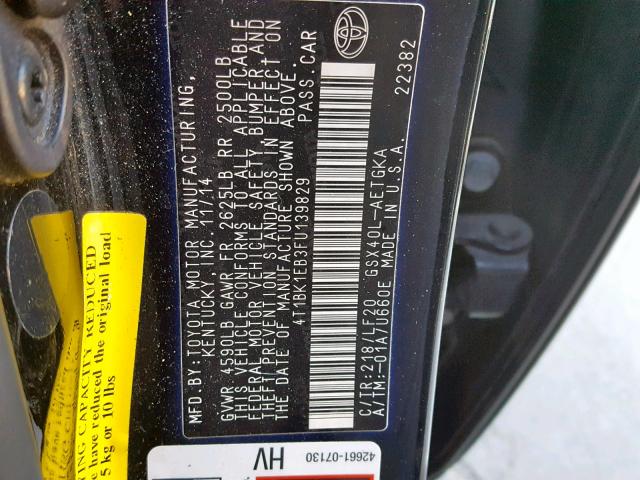 MFD. BY: TOYOTA MOTOR MANUFACTURING,
KENTUCKY, INC. 11/14
GVWR 4590LB GAWR FR 2625LB RR 2500LB
THIS VEHICLE CONFORMS TO ALL APPLICABLE
FEDERAL MOTOR VEHICLE SAFETY, BUMPER, AND
THEFT PREVENTION STANDARDS IN EFFECT ON
THE DATE OF MANUFACTURE SHOWN ABOVE.
4T1BK1EB3FU139829 PASS. CAR
22382
C/TR:218/LF20 GSX40L-AETGKA
A/TM:-01A/U660E MADE IN U.S.A.
42661-07130
HV
NG CAPACITY REDUCED
have reduced the original load
5 kg or 10 lbs